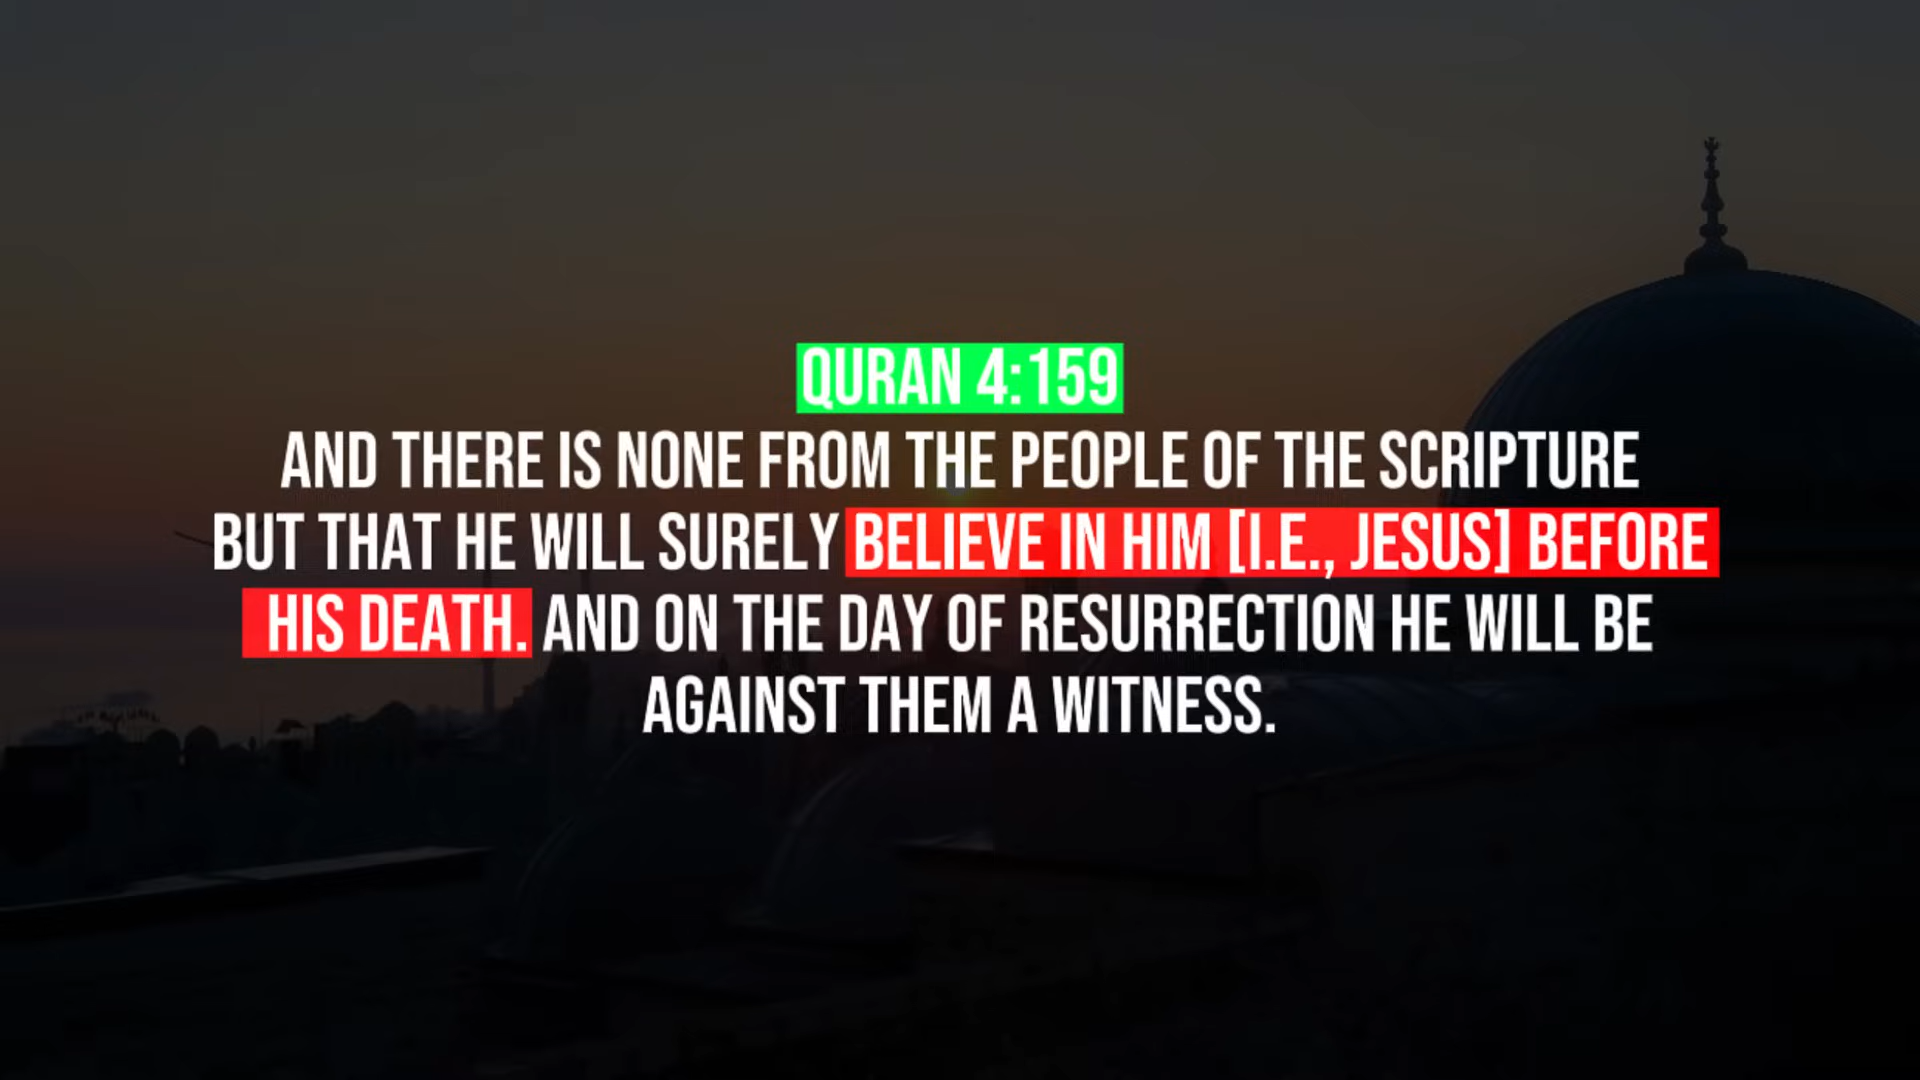 QURAN 4:159
AND THERE IS NONE FROM THE PEOPLE OF THE SCRIPTURE
BUT THAT HE WILL SURELY BELIEVE IN HIM [I.E., JESUS] BEFORE
HIS DEATH. AND ON THE DAY OF RESURRECTION HE WILL BE
AGAINST THEM A WITNESS.